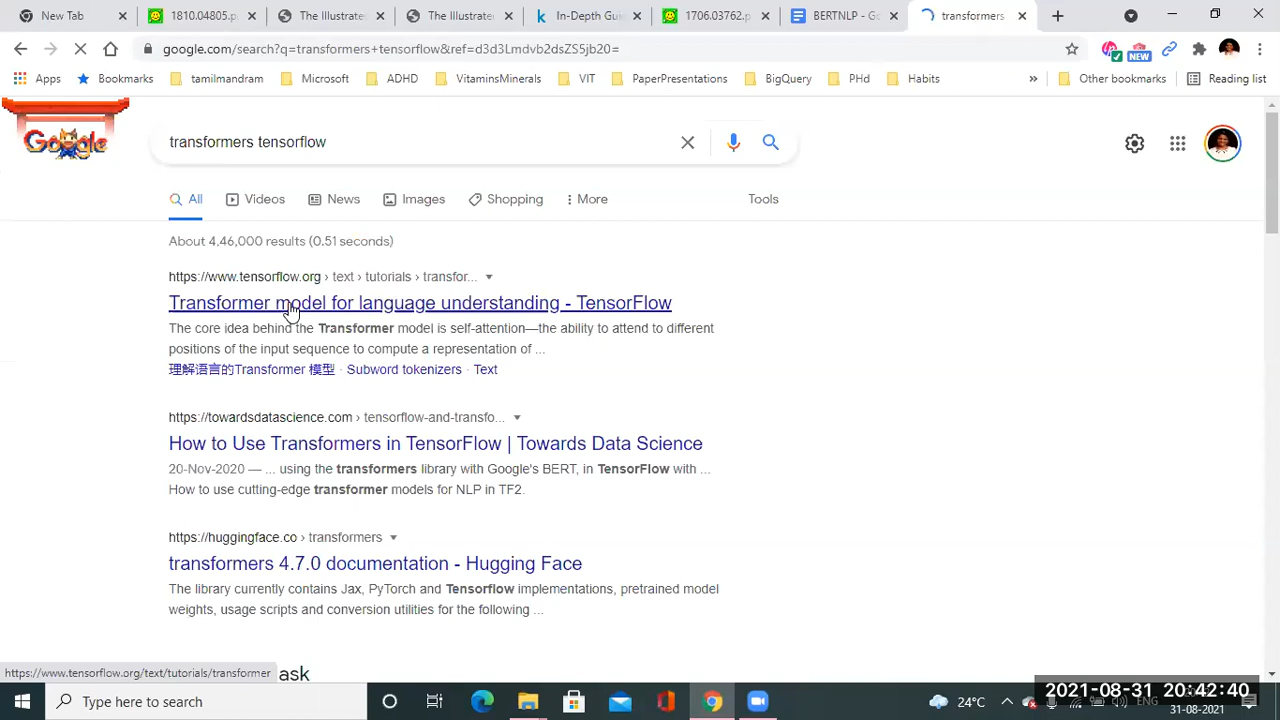 New Tab
1810.04805.p
The Illustrate
The Illustrate
In-Depth Gui
1706.03762.p
BERTNLP - Go
transformers
google.com/search?q=transformers+tensorflow&ref=d3d3Lmdvb2dsZS5jb20=
NEW
Apps
Bookmarks
tamilmandram
Microsoft
ADHD
VitaminsMinerals
VIT
PaperPresentations
BigQuery
PHd
Habits
»
Other bookmarks
Reading list
Google
transformers tensorflow
All
Videos
News
Images
Shopping
More
Tools
About 4,46,000 results (0.51 seconds)
https://www.tensorflow.org › text › tutorials › transfor...
Transformer model for language understanding - TensorFlow
The core idea behind the Transformer model is self-attention—the ability to attend to different
positions of the input sequence to compute a representation of ...
理解语言的Transformer 模型 · Subword tokenizers · Text
https://towardsdatascience.com › tensorflow-and-transfo...
How to Use Transformers in TensorFlow | Towards Data Science
20-Nov-2020 — ... using the transformers library with Google's BERT, in TensorFlow with ...
How to use cutting-edge transformer models for NLP in TF2.
https://huggingface.co › transformers
transformers 4.7.0 documentation - Hugging Face
The library currently contains Jax, PyTorch and Tensorflow implementations, pretrained model
weights, usage scripts and conversion utilities for the following ...
https://www.tensorflow.org/text/tutorials/transformer
ask
Type here to search
24°C
ENG
2021-08-31 20:42:40
31-08-2021